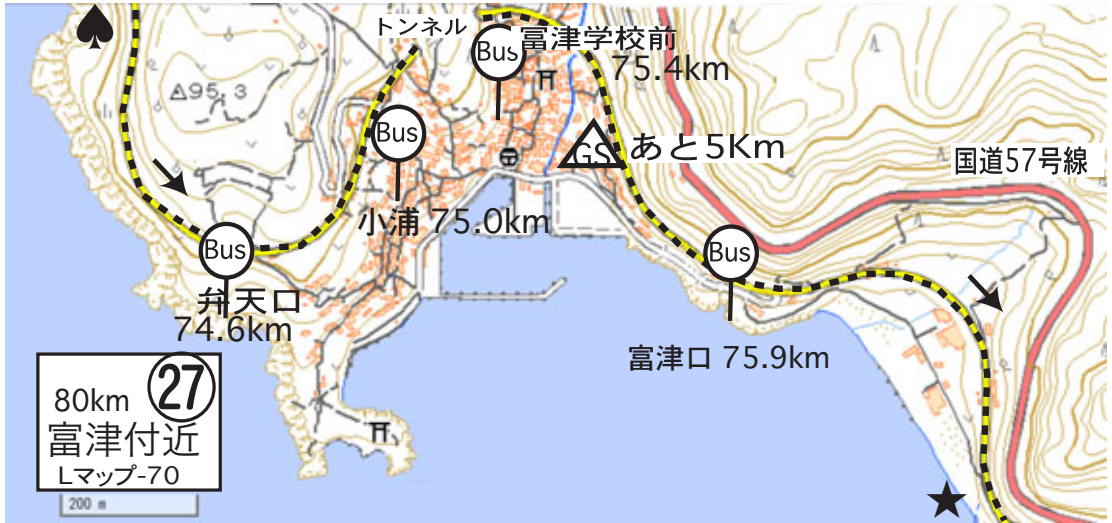 トンネル
Bus
富津学校前
75.4km
95.3
Bus
GS
あと5Km
国道57号線
小浦 75.0km
Bus
Bus
弁天口
74.6km
富津口 75.9km
80km 27
富津付近
Lマップ-70
200 m